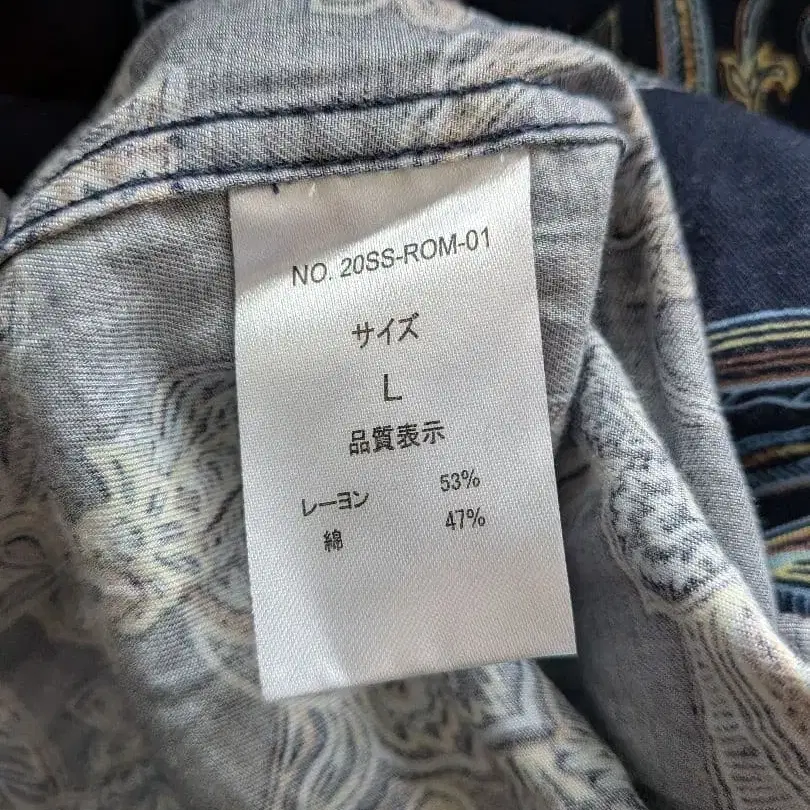 NO. 20SS-ROM-01
サイズ
L
品質表示
レーヨン 53%
綿 47%